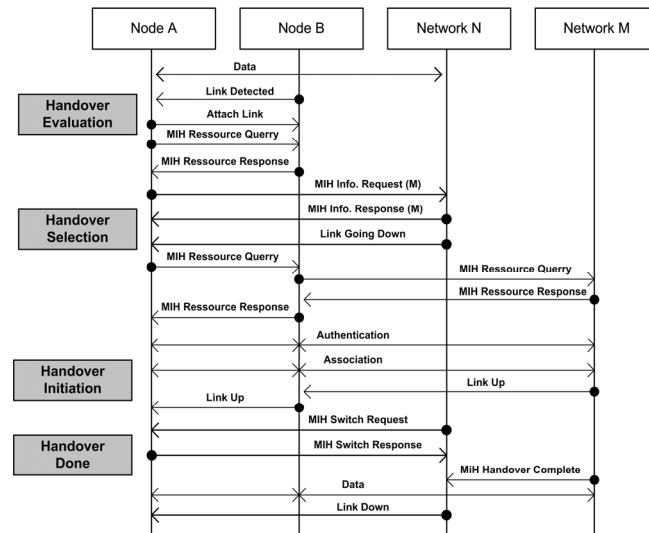 Node A
Node B
Network N
Network M
Data
Link Detected
Handover
Evaluation
Attach Link
MIH Ressource Querry
MIH Ressource Response
MIH Info. Request (M)
MIH Info. Response (M)
Handover
Selection
Link Going Down
MIH Ressource Querry
MIH Ressource Querry
MIH Ressource Response
MIH Ressource Response
Authentication
Association
Handover
Initiation
Link Up
Link Up
MIH Switch Request
Handover
Done
MIH Switch Response
MiH Handover Complete
Data
Link Down